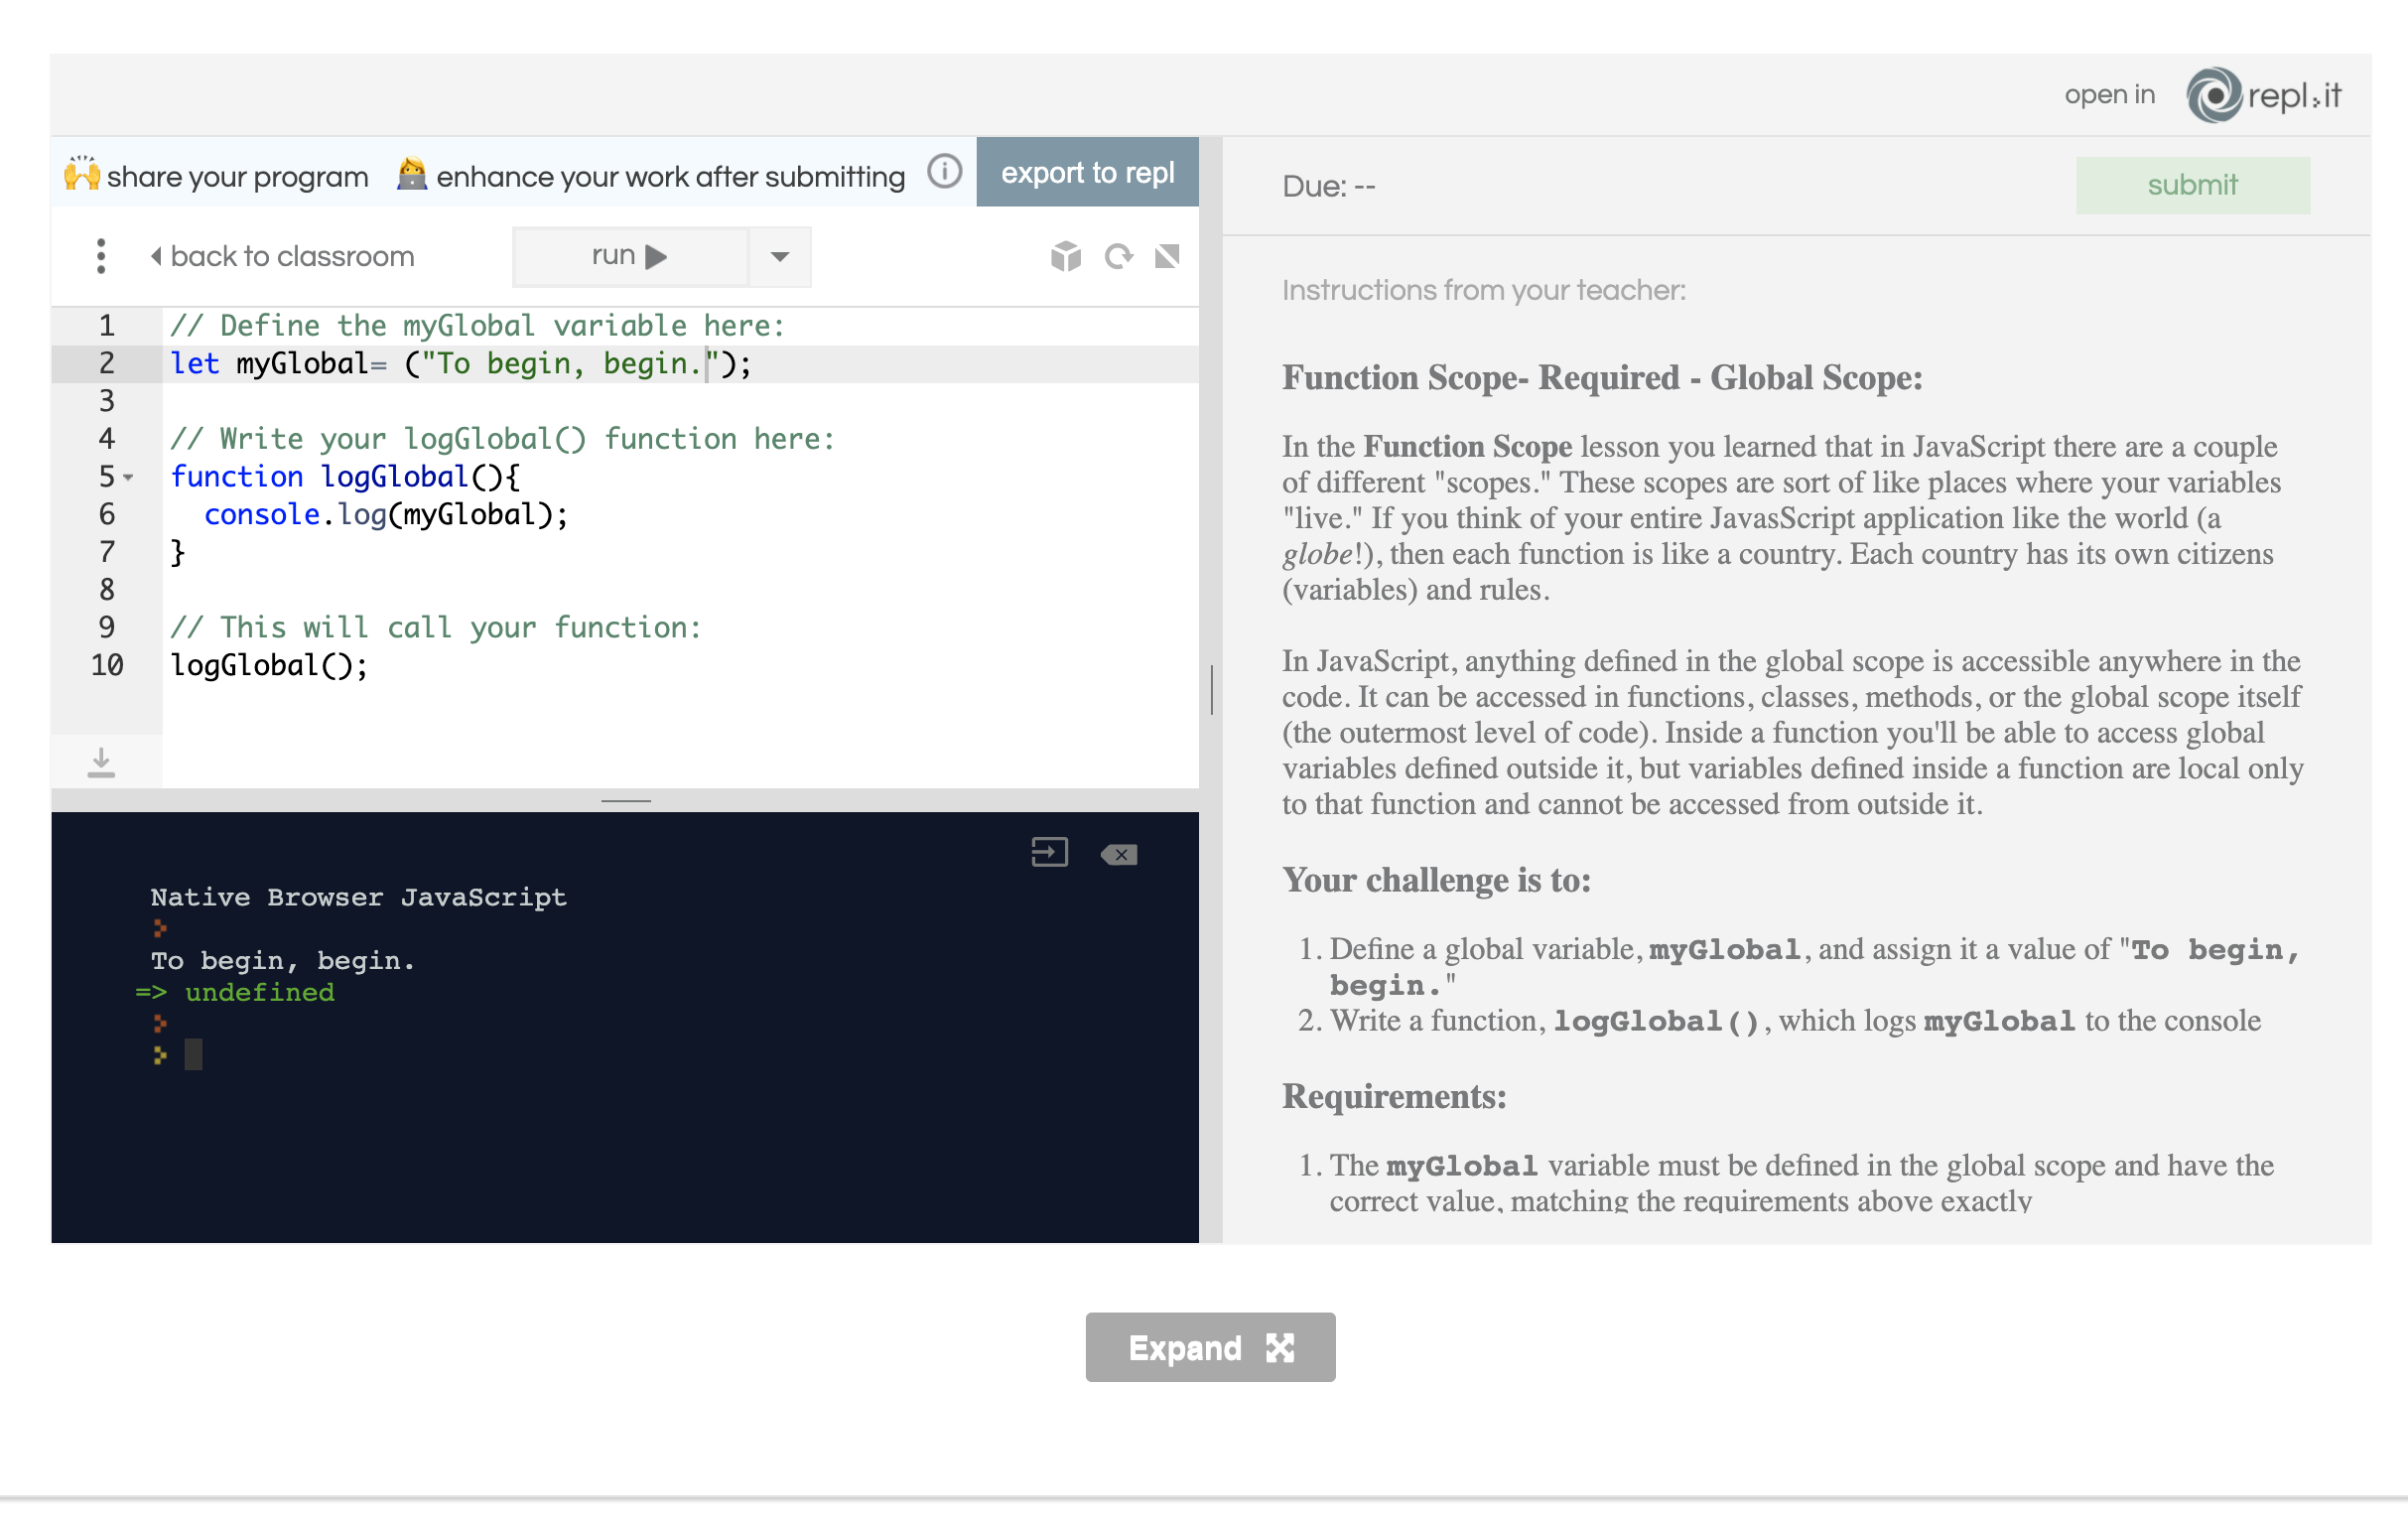 open in repl.it
share your program enhance your work after submitting export to repl
back to classroom run
1 // Define the myGlobal variable here:
2 let myGlobal= ("To begin, begin.");
3
4 // Write your logGlobal() function here:
5 function logGlobal(){
6 console.log(myGlobal);
7 }
8
9 // This will call your function:
10 logGlobal();
Native Browser JavaScript
To begin, begin.
=> undefined
Due: --
submit
Instructions from your teacher:
Function Scope- Required - Global Scope:
In the Function Scope lesson you learned that in JavaScript there are a couple
of different "scopes." These scopes are sort of like places where your variables
"live." If you think of your entire JavasScript application like the world (a
globe!), then each function is like a country. Each country has its own citizens
(variables) and rules.
In JavaScript, anything defined in the global scope is accessible anywhere in the
code. It can be accessed in functions, classes, methods, or the global scope itself
(the outermost level of code). Inside a function you'll be able to access global
variables defined outside it, but variables defined inside a function are local only
to that function and cannot be accessed from outside it.
Your challenge is to:
1. Define a global variable, myGlobal, and assign it a value of "To begin,
begin."
2. Write a function, logGlobal(), which logs myGlobal to the console
Requirements:
1. The myGlobal variable must be defined in the global scope and have the
correct value, matching the requirements above exactly
Expand